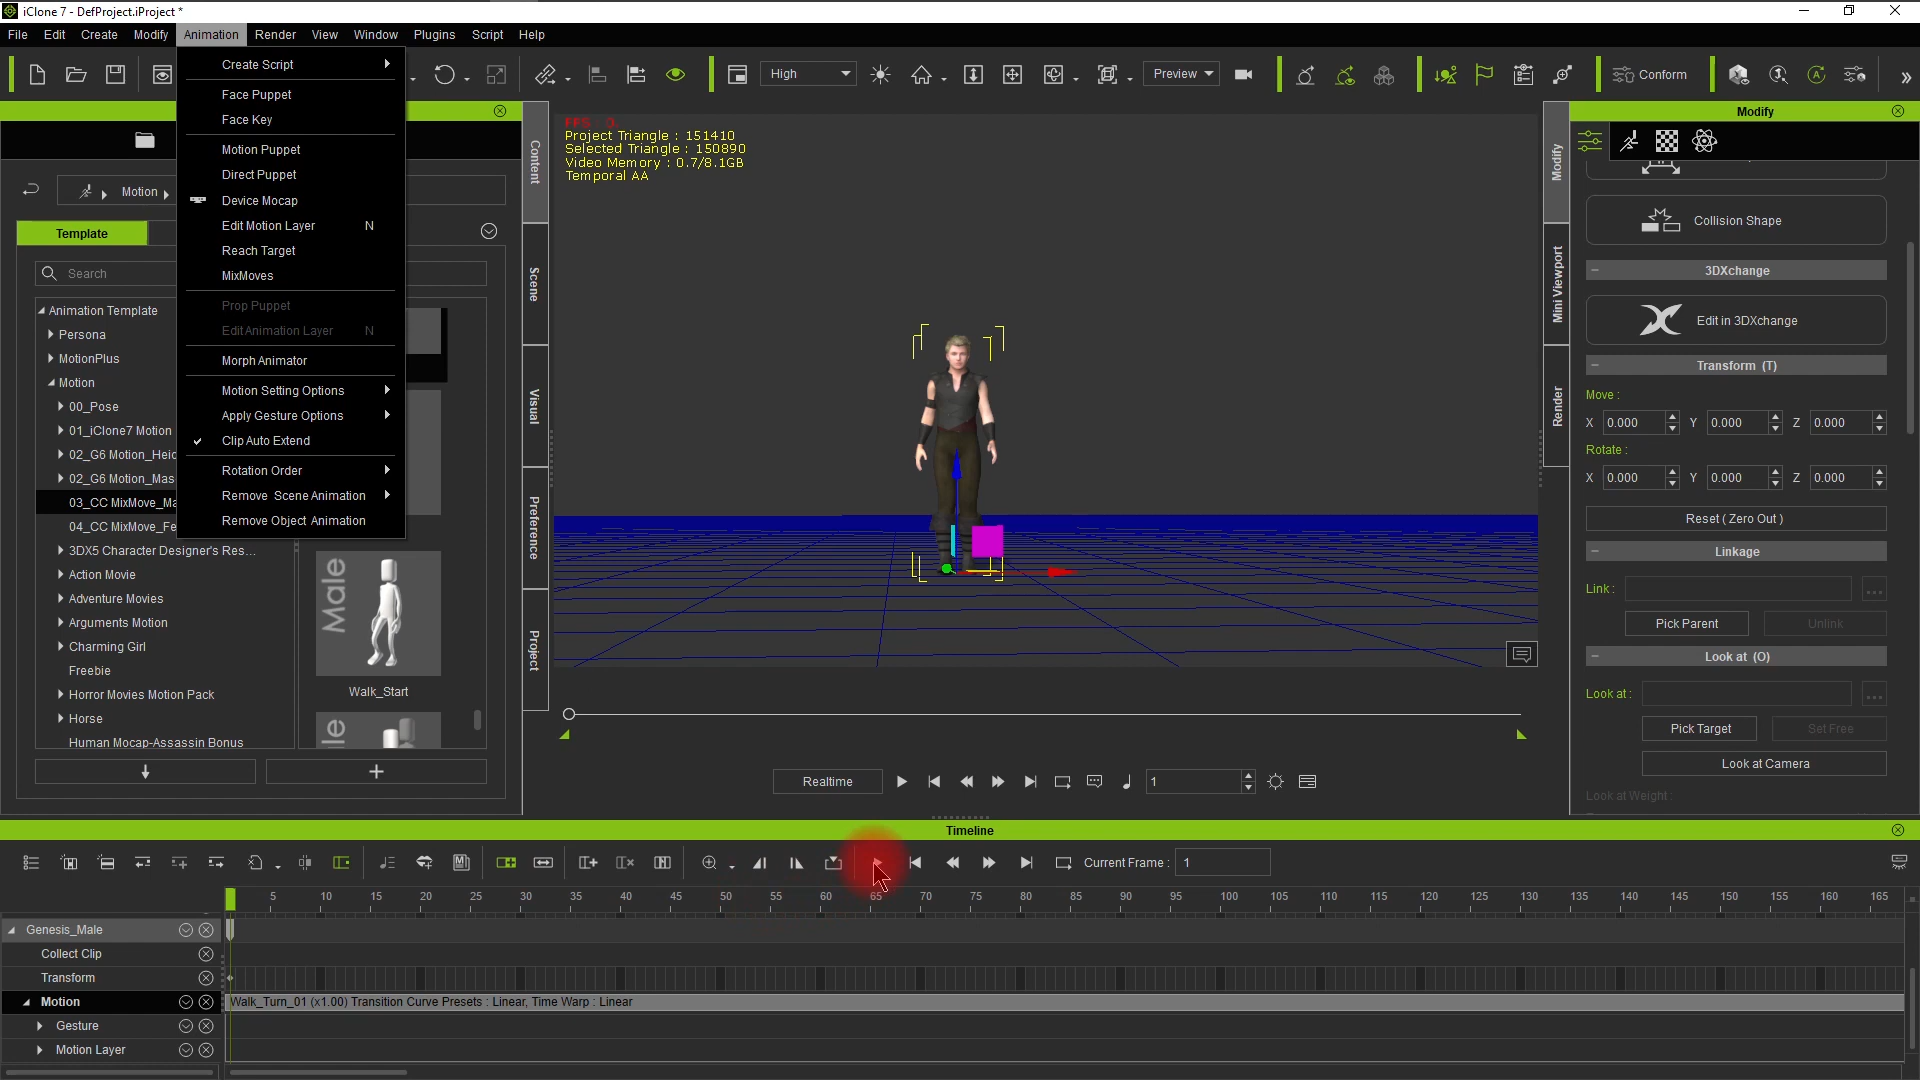 iClone 7 - DefProject.iProject *
File Edit Create Modify Animation Render View Window Plugins Script Help
High
Preview
Conform
Create Script
Face Puppet
Face Key
Motion Puppet
Direct Puppet
Device Mocap
Edit Motion Layer N
Reach Target
MixMoves
Prop Puppet
Edit Animation Layer N
Morph Animator
Motion Setting Options
Apply Gesture Options
Clip Auto Extend
Rotation Order
Remove Scene Animation
Remove Object Animation
Motion
Template
Search
Animation Template
Persona
MotionPlus
Motion
00_Pose
01_iClone7 Motion
02_G6 Motion_Heid
02_G6 Motion_Mas
03_CC MixMove_Ma
04_CC MixMove_Fe
3DX5 Character Designer's Res...
Action Movie
Adventure Movies
Arguments Motion
Charming Girl
Freebie
Horror Movies Motion Pack
Horse
Human Mocap-Assassin Bonus
Male
Walk_Start
Content
Scene
Visual
Preference
Project
FPS : 0.
Project Triangle : 151410
Selected Triangle : 150890
Video Memory : 0.7/8.1GB
Temporal AA
Realtime
1
Modify
Mini Viewport
Render
Modify
Collision Shape
3DXchange
Edit in 3DXchange
Transform (T)
Move :
X 0.000 Y 0.000 Z 0.000
Rotate :
X 0.000 Y 0.000 Z 0.000
Reset ( Zero Out )
Linkage
Link :
Pick Parent Unlink
Look at (O)
Look at :
Pick Target Set Free
Look at Camera
Look at Weight :
Timeline
Current Frame : 1
5 10 15 20 25 30 35 40 45 50 55 60 65 70 75 80 85 90 95 100 105 110 115 120 125 130 135 140 145 150 155 160 165
Genesis_Male
Collect Clip
Transform
Motion
Walk_Turn_01 (x1.00) Transition Curve Presets : Linear, Time Warp : Linear
Gesture
Motion Layer